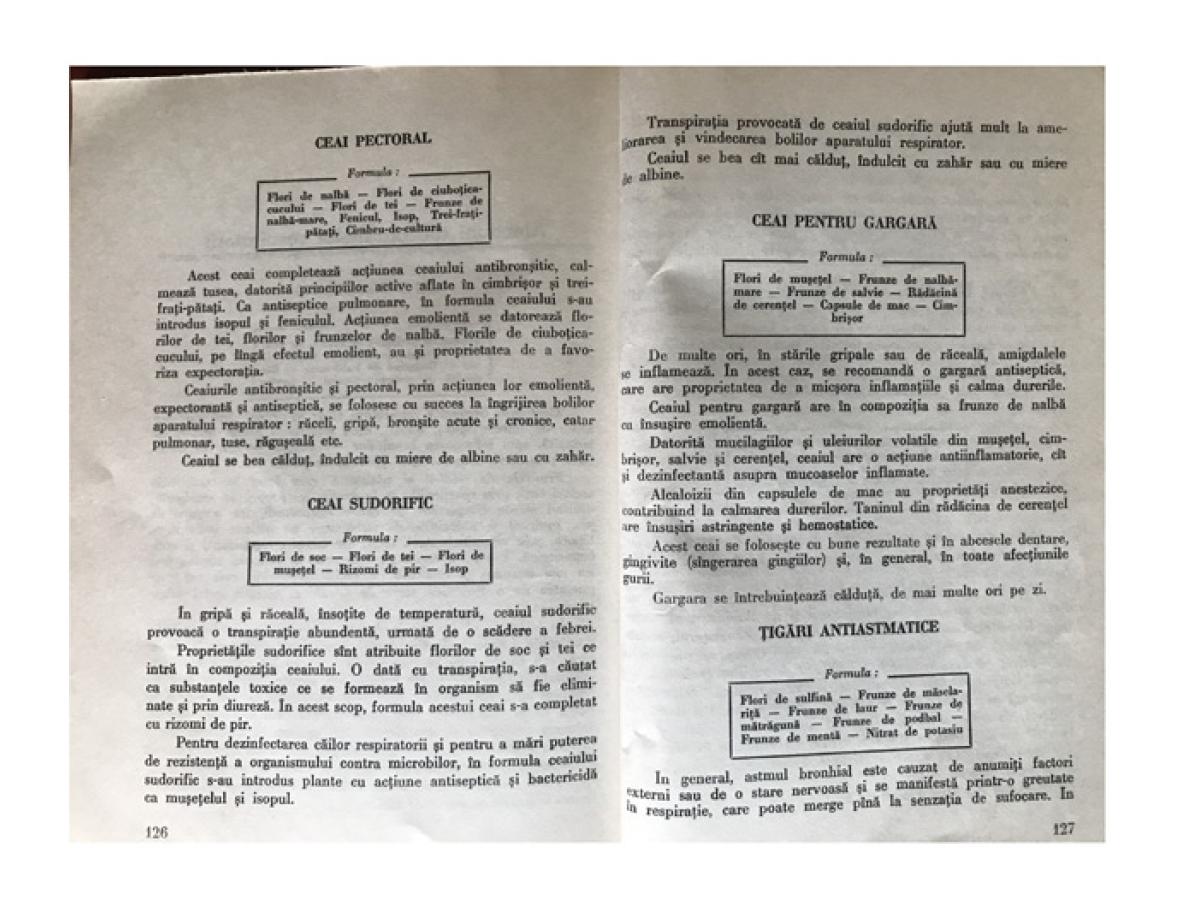 CEAI PECTORAL
Formula :
Flori de nalbă — Flori de ciuboțica-
cucului — Flori de tei — Frunze de
nalbă-mare, Fenicul, Isop, Trei-frați-
pătați, Cimbru-de-cultură
Acest ceai completează acțiunea ceaiului antibronșitic, cal-
mează tusea, datorită principiilor active aflate în cimbrișor și trei-
frați-pătați. Ca antiseptice pulmonare, în formula ceaiului s-au
introdus isopul și feniculul. Acțiunea emolientă se datorează flo-
rilor de tei, florilor și frunzelor de nalbă. Florile de ciuboțica-
cucului, pe lîngă efectul emolient, au și proprietatea de a favo-
riza expectorația.
Ceaiurile antibronșitic și pectoral, prin acțiunea lor emolientă,
expectorantă și antiseptică, se folosesc cu succes la îngrijirea bolilor
aparatului respirator : răceli, gripă, bronșite acute și cronice, catar
pulmonar, tuse, răgușeală etc.
Ceaiul se bea călduț, îndulcit cu miere de albine sau cu zahăr.
CEAI SUDORIFIC
Formula :
Flori de soc — Flori de tei — Flori de
mușețel — Rizomi de pir — Isop
În gripă și răceală, însoțite de temperatură, ceaiul sudorific
provoacă o transpirație abundentă, urmată de o scădere a febrei.
Proprietățile sudorifice sînt atribuite florilor de soc și tei ce
intră în compoziția ceaiului. O dată cu transpirația, s-a căutat
ca substanțele toxice ce se formează în organism să fie elimi-
nate și prin diureză. În acest scop, formula acestui ceai s-a completat
cu rizomi de pir.
Pentru dezinfectarea căilor respiratorii și pentru a mări puterea
de rezistență a organismului contra microbilor, în formula ceaiului
sudorific s-au introdus plante cu acțiune antiseptică și bactericidă
ca mușețelul și isopul.
126
Transpirația provocată de ceaiul sudorific ajută mult la ame-
liorarea și vindecarea bolilor aparatului respirator.
Ceaiul se bea cît mai călduț, îndulcit cu zahăr sau cu miere
de albine.
CEAI PENTRU GARGARĂ
Formula :
Flori de mușețel — Frunze de nalbă-
mare — Frunze de salvie — Rădăcină
de cerențel — Capsule de mac — Cim-
brișor
De multe ori, în stările gripale sau de răceală, amigdalele
se inflamează. În acest caz, se recomandă o gargară antiseptică,
care are proprietatea de a micșora inflamațiile și calma durerile.
Ceaiul pentru gargară are în compoziția sa frunze de nalbă
cu însușire emolientă.
Datorită mucilagiilor și uleiurilor volatile din mușețel, cim-
brișor, salvie și cerențel, ceaiul are o acțiune antiinflamatorie, cît
și dezinfectantă asupra mucoaselor inflamate.
Alcaloizii din capsulele de mac au proprietăți anestezice,
contribuind la calmarea durerilor. Taninul din rădăcina de cerențel
are însușiri astringente și hemostatice.
Acest ceai se folosește cu bune rezultate și în abcesele dentare,
gingivite (sîngerarea gingiilor) și, în general, în toate afecțiunile
gurii.
Gargara se întrebuințează călduță, de mai multe ori pe zi.
ȚIGĂRI ANTIASTMATICE
Formula :
Flori de sulfină — Frunze de măsela-
riță — Frunze de laur — Frunze de
mătrăgună — Frunze de podbal —
Frunze de mentă — Nitrat de potasiu
În general, astmul bronhial este cauzat de anumiți factori
externi sau de o stare nervoasă și se manifestă printr-o greutate
în respirație, care poate merge pînă la senzația de sufocare. În
127